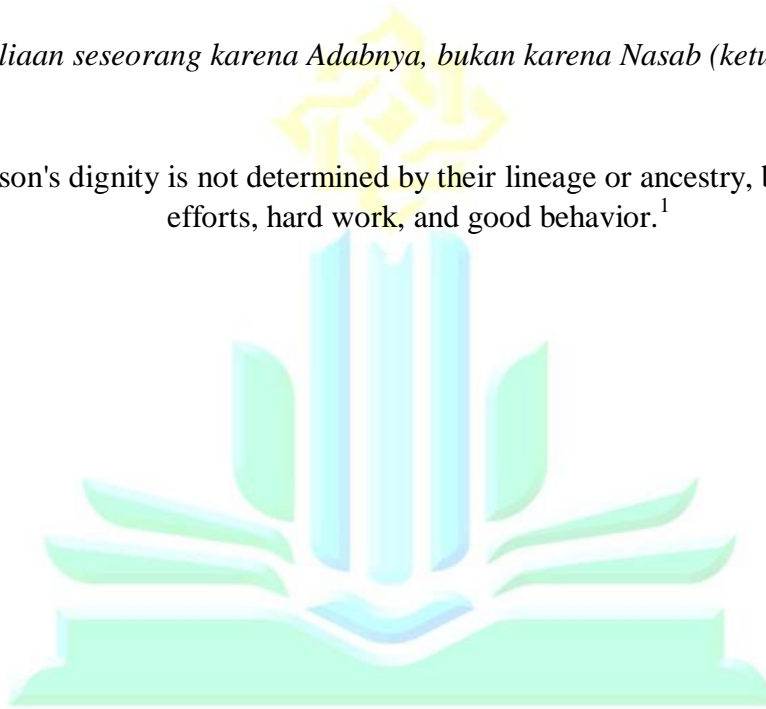 liaan seseorang karena Adabnya, bukan karena Nasab (ketu
son's dignity is not determined by their lineage or ancestry, b
efforts, hard work, and good behavior.1